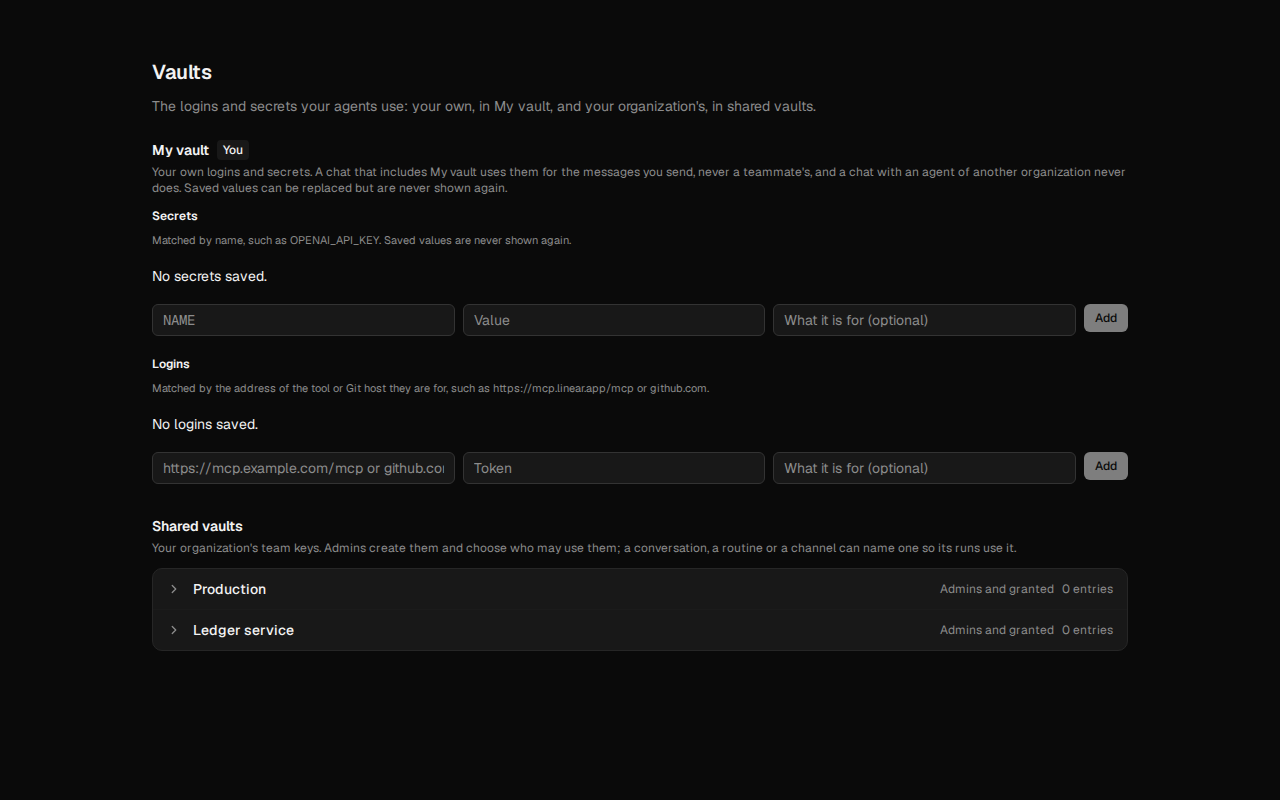 Vaults
The logins and secrets your agents use: your own, in My vault, and your organization's, in shared vaults.
My vault You
Your own logins and secrets. A chat that includes My vault uses them for the messages you send, never a teammate's, and a chat with an agent of another organization never
does. Saved values can be replaced but are never shown again.
Secrets
Matched by name, such as OPENAI_API_KEY. Saved values are never shown again.
No secrets saved.
NAME Value What it is for (optional) Add
Logins
Matched by the address of the tool or Git host they are for, such as https://mcp.linear.app/mcp or github.com.
No logins saved.
https://mcp.example.com/mcp or github.co Token What it is for (optional) Add
Shared vaults
Your organization's team keys. Admins create them and choose who may use them; a conversation, a routine or a channel can name one so its runs use it.
Production Admins and granted 0 entries
Ledger service Admins and granted 0 entries